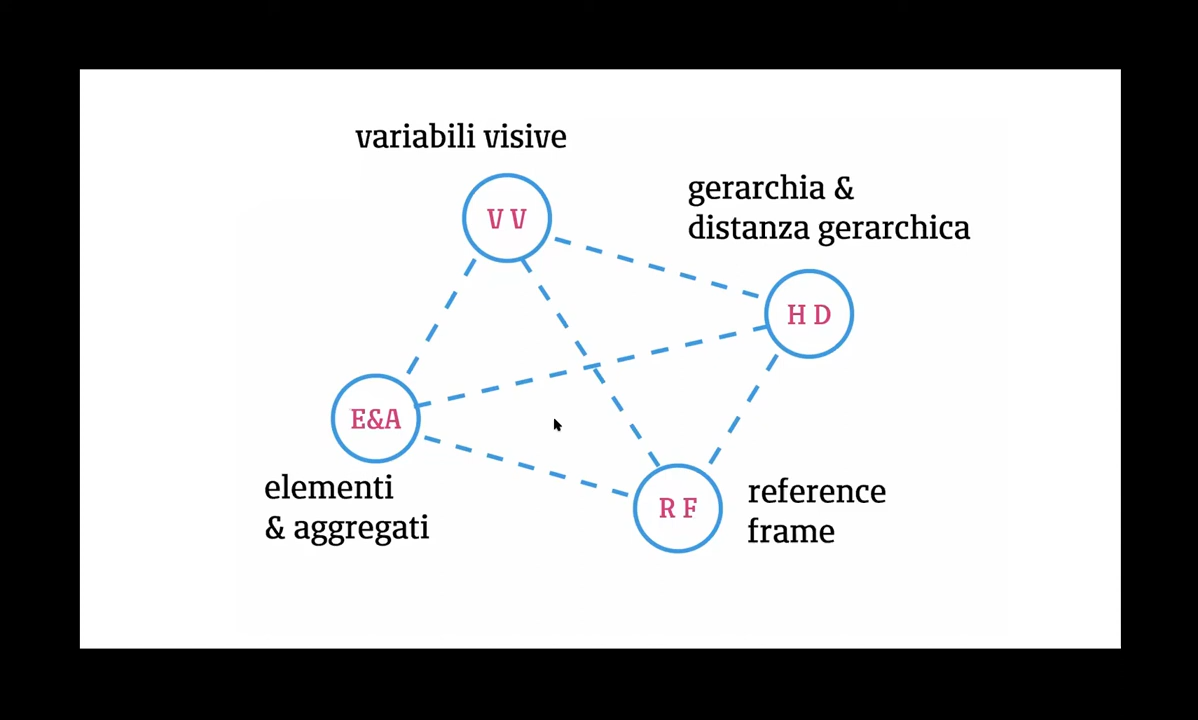 variabili visive
V V
gerarchia &
distanza gerarchica
H D
E&A
elementi
& aggregati
R F
reference
frame